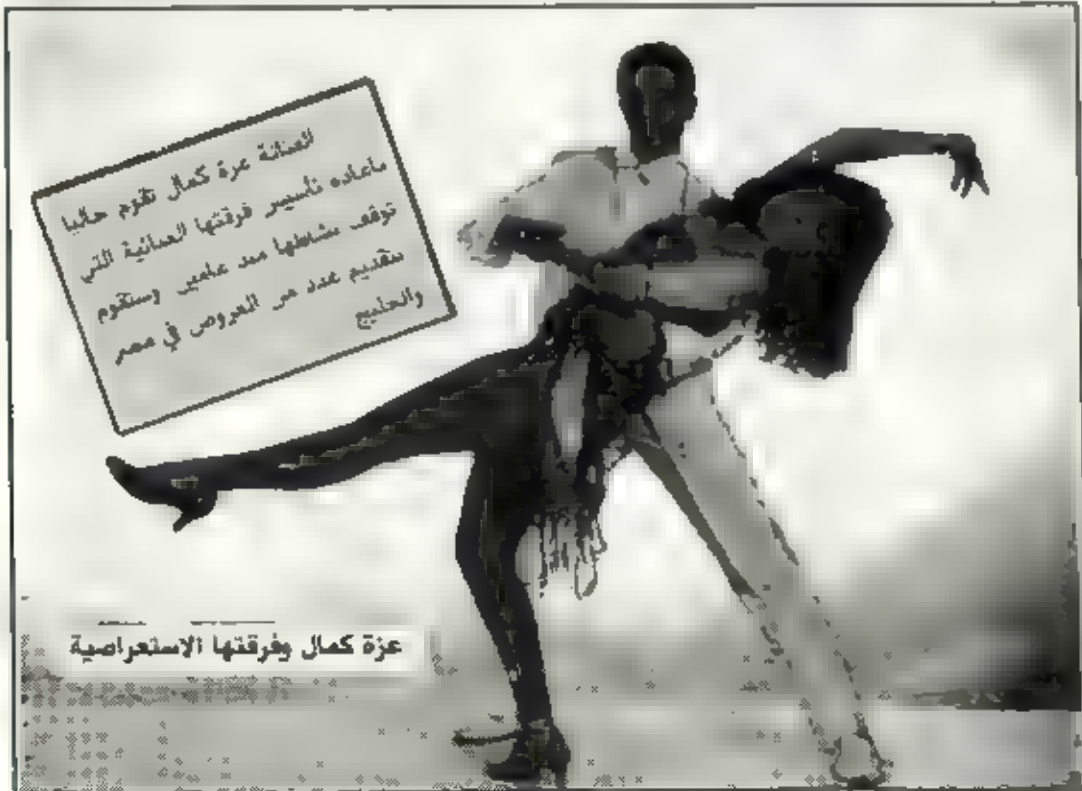 الفنانة عزة كمال تقوم حاليا
باعادة تأسيس فرقتها الغنائية التي
توقف نشاطها منذ عامين وستقوم
بتقديم عدد من العروض في مصر
والخليج
عزة كمال وفرقتها الاستعراضية